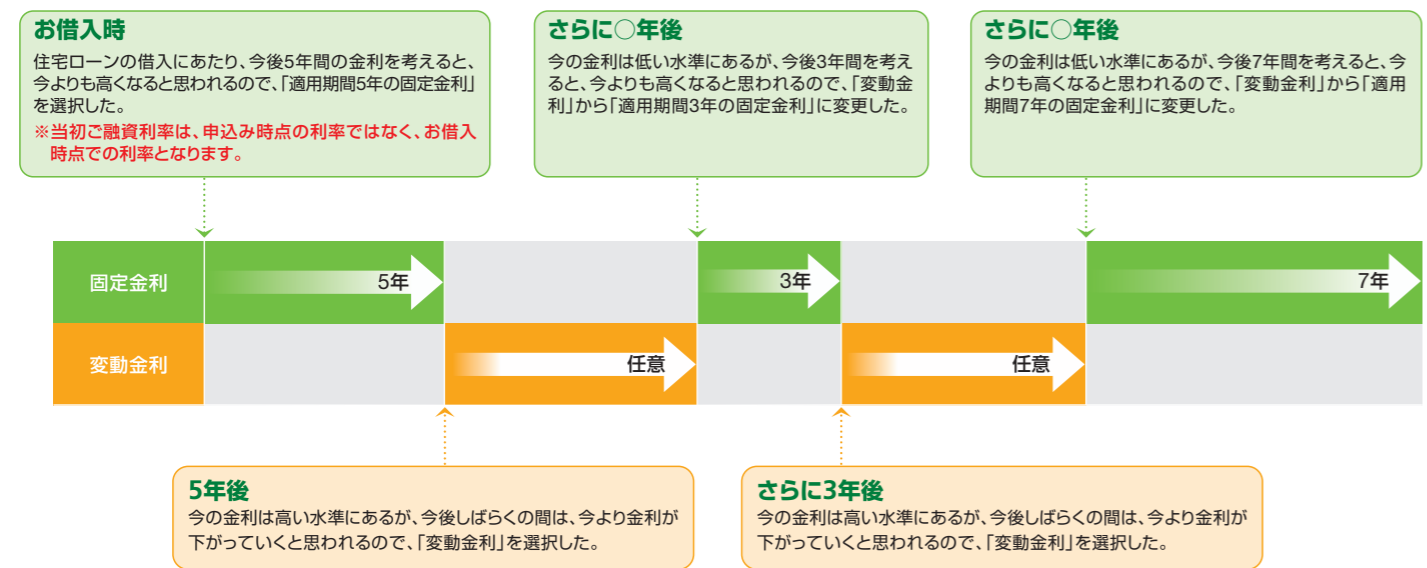 お借入時
住宅ローンの借入にあたり、今後5年間の金利を考えると、
今よりも高くなると思われるので、「適用期間5年の固定金利」
を選択した。
※当初ご融資利率は、申込み時点の利率ではなく、お借入
時点での利率となります。
さらに○年後
今の金利は低い水準にあるが、今後3年間を考え
ると、今よりも高くなると思われるので、「変動金
利」から「適用期間3年の固定金利」に変更した。
さらに○年後
今の金利は低い水準にあるが、今後7年間を考えると、今
よりも高くなると思われるので、「変動金利」から「適用
期間7年の固定金利」に変更した。
固定金利
5年
3年
7年
変動金利
任意
任意
5年後
今の金利は高い水準にあるが、今後しばらくの間は、今より金利が
下がっていくと思われるので、「変動金利」を選択した。
さらに3年後
今の金利は高い水準にあるが、今後しばらくの間は、今より金利が
下がっていくと思われるので、「変動金利」を選択した。